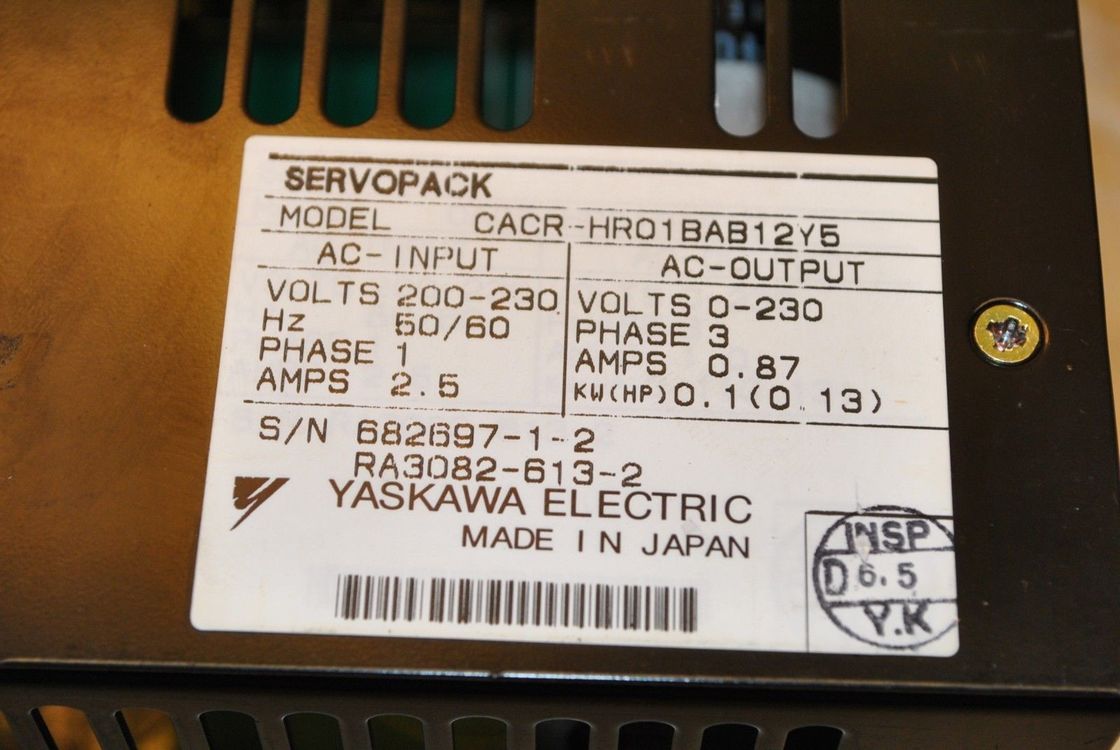 SERVOPACK
MODEL CACR-HR01BAB12Y5
AC-INPUT
VOLTS 200-230
Hz 50/60
PHASE 1
AMPS 2.5
AC-OUTPUT
VOLTS 0-230
PHASE 3
AMPS 0.87
KW(HP) 0.1(0.13)
S/N 682697-1-2
RA3082-613-2
YASKAWA ELECTRIC
MADE IN JAPAN
INSP
D 6.5
Y.K